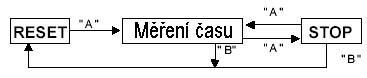 "A"
RESET "A" Měření času STOP
"B" "A" "B"